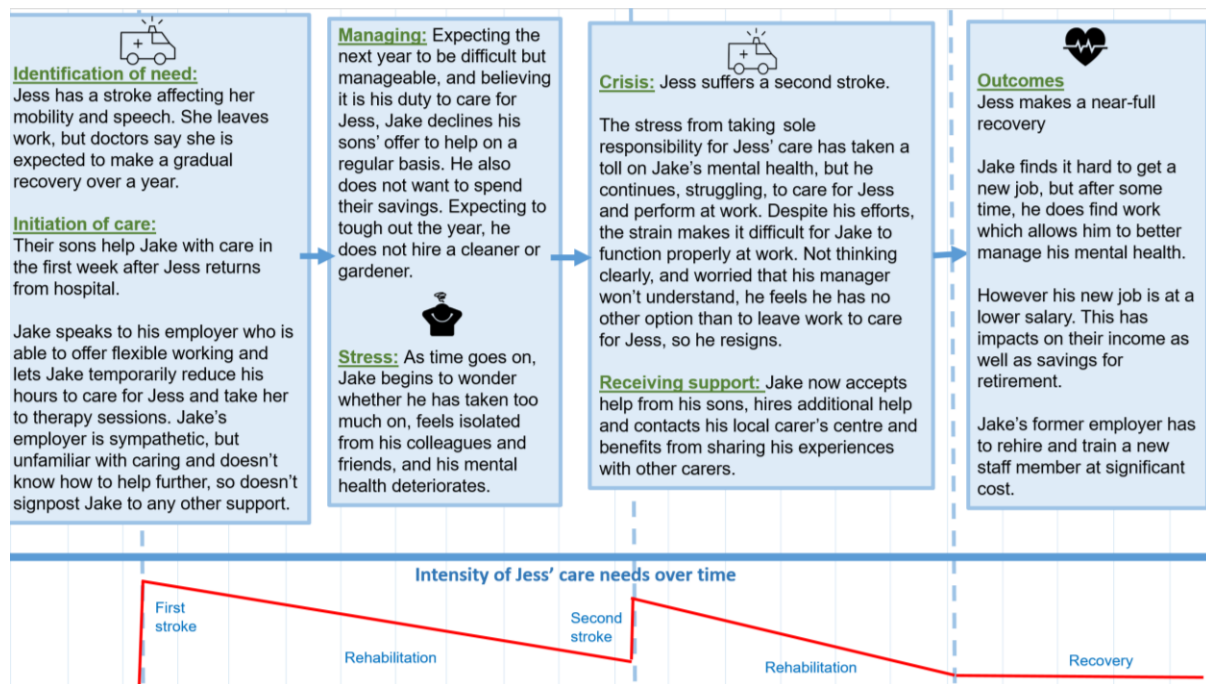 Identification of need:
Jess has a stroke affecting her
mobility and speech. She leaves
work, but doctors say she is
expected to make a gradual
recovery over a year.
Initiation of care:
Their sons help Jake with care in
the first week after Jess returns
from hospital.
Jake speaks to his employer who is
able to offer flexible working and
lets Jake temporarily reduce his
hours to care for Jess and take her
to therapy sessions. Jake’s
employer is sympathetic, but
unfamiliar with caring and doesn’t
know how to help further, so doesn’t
signpost Jake to any other support.
Managing: Expecting the
next year to be difficult but
manageable, and believing
it is his duty to care for
Jess, Jake declines his
sons’ offer to help on a
regular basis. He also
does not want to spend
their savings. Expecting to
tough out the year, he
does not hire a cleaner or
gardener.
Stress: As time goes on,
Jake begins to wonder
whether he has taken too
much on, feels isolated
from his colleagues and
friends, and his mental
health deteriorates.
Crisis: Jess suffers a second stroke.
The stress from taking sole
responsibility for Jess’ care has taken a
toll on Jake’s mental health, but he
continues, struggling, to care for Jess
and perform at work. Despite his efforts,
the strain makes it difficult for Jake to
function properly at work. Not thinking
clearly, and worried that his manager
won’t understand, he feels he has no
other option than to leave work to care
for Jess, so he resigns.
Receiving support: Jake now accepts
help from his sons, hires additional help
and contacts his local carer’s centre and
benefits from sharing his experiences
with other carers.
Outcomes
Jess makes a near-full
recovery
Jake finds it hard to get a
new job, but after some
time, he does find work
which allows him to better
manage his mental health.
However his new job is at a
lower salary. This has
impacts on their income as
well as savings for
retirement.
Jake’s former employer has
to rehire and train a new
staff member at significant
cost.
Intensity of Jess’ care needs over time
First
stroke
Rehabilitation
Second
stroke
Rehabilitation
Recovery